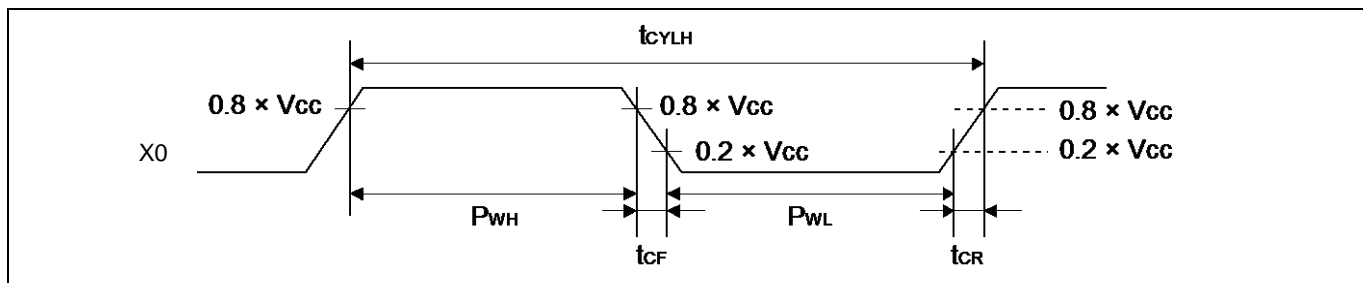 tCYLH
0.8 × Vcc
0.8 × Vcc
0.8 × Vcc
X0
0.2 × Vcc
0.2 × Vcc
PWH
PWL
tCF
tCR